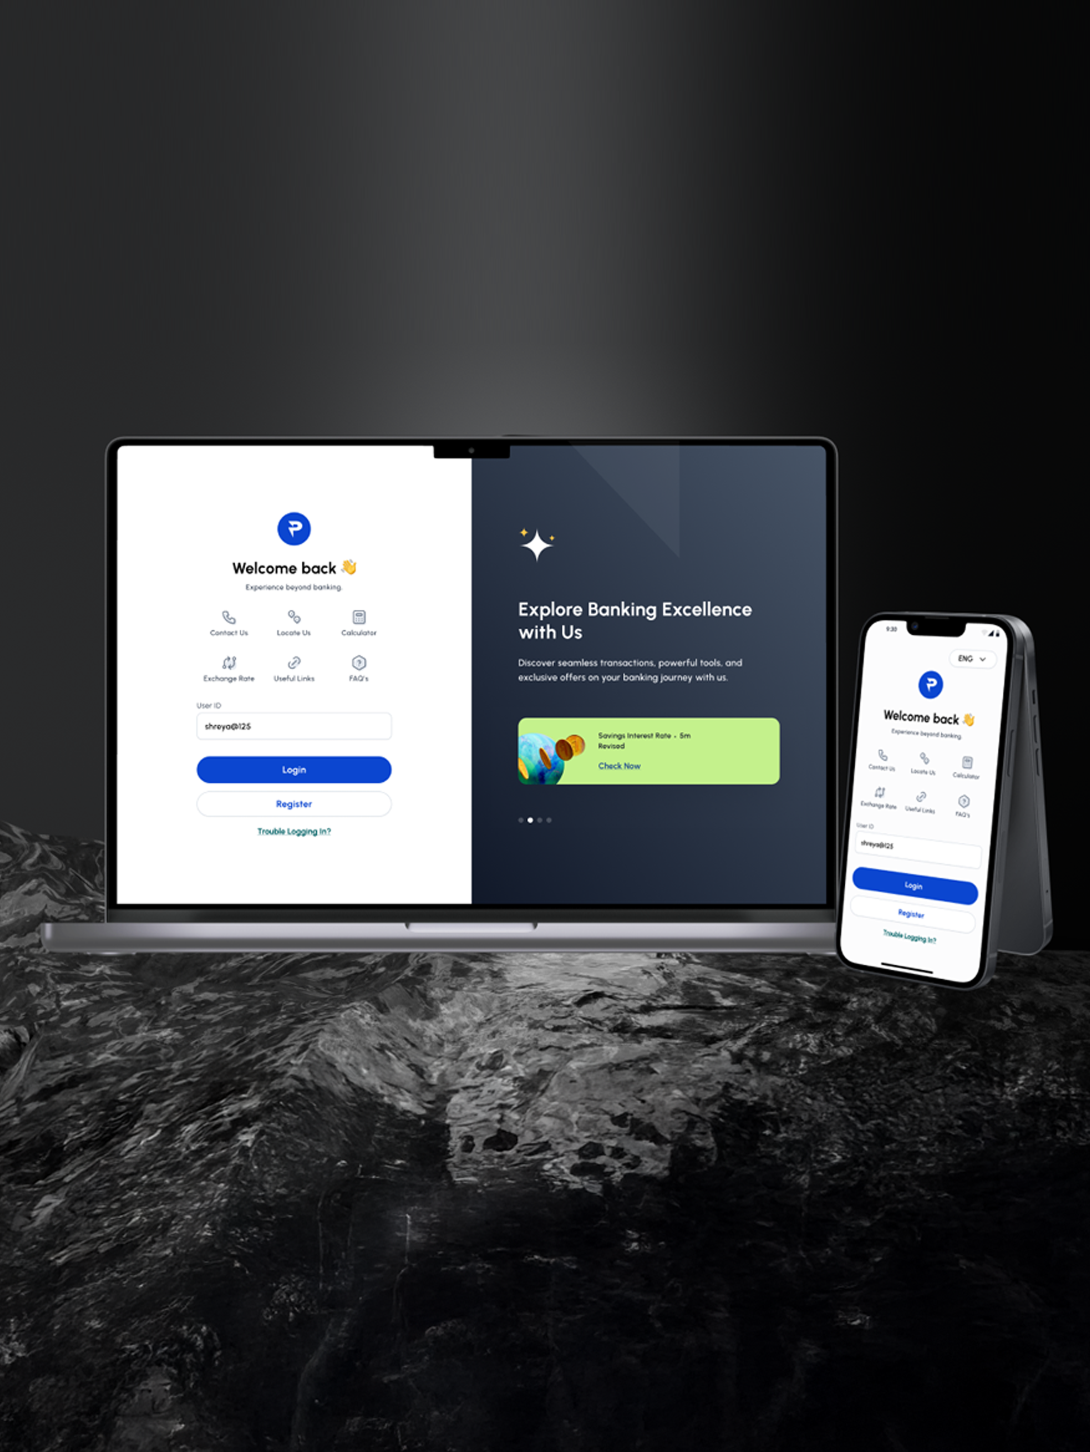 Welcome back 👋
Experience beyond banking.
Contact Us
Locate Us
Calculator
Exchange Rate
Useful Links
FAQ's
User ID
shreya@125
Login
Register
Trouble Logging In?
Explore Banking Excellence
with Us
Discover seamless transactions, powerful tools, and
exclusive offers on your banking journey with us.
Savings Interest Rate - 5m
Revised
Check Now
9:30
ENG
Welcome back 👋
Experience beyond banking
Contact Us
Locate Us
Calculator
Exchange Rate
Useful Links
FAQ's
User ID
shreya@125
Login
Register
Trouble Logging In?